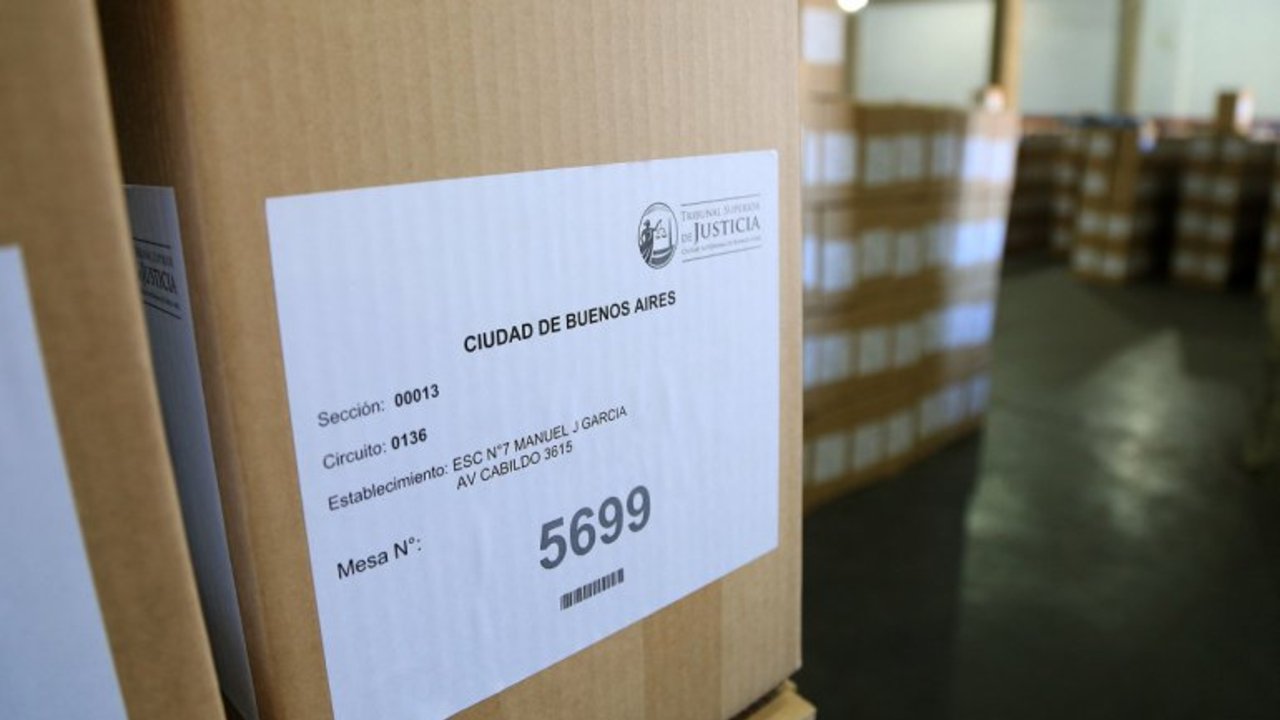 TRIBUNAL SUPERIOR
DE JUSTICIA
CIUDAD DE BUENOS AIRES
Sección: 00013
Circuito: 0136
Establecimiento: ESC N°7 MANUEL J GARCIA
AV CABILDO 3615
Mesa N°: 5699
JUSTICIA